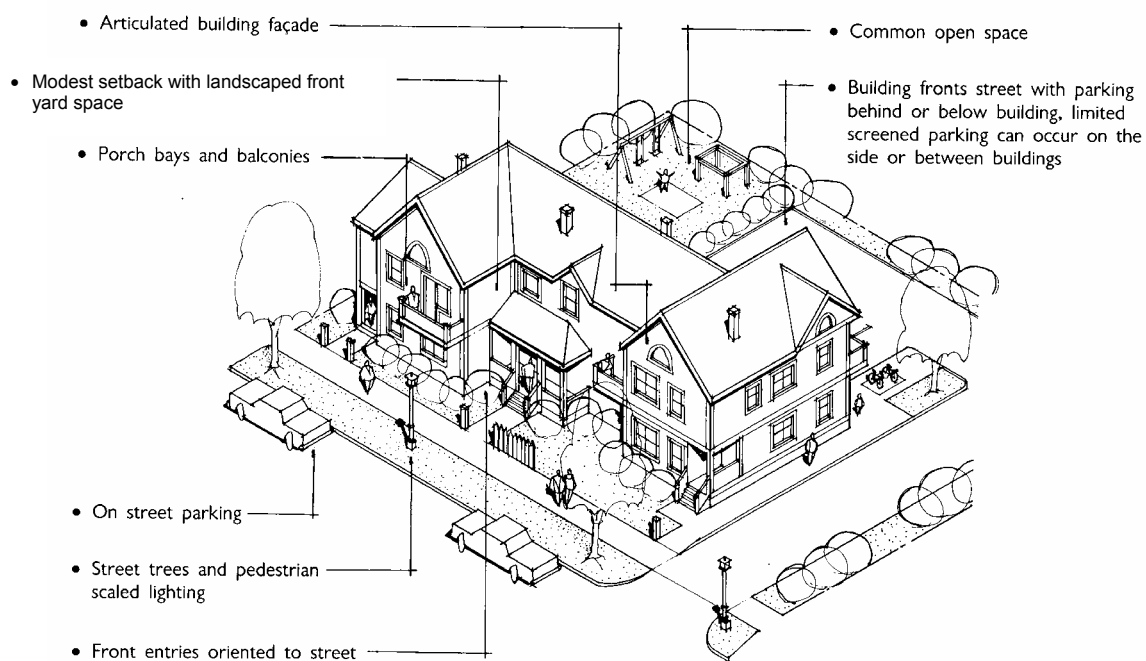 • Articulated building façade
• Common open space
• Modest setback with landscaped front
yard space
• Building fronts street with parking
behind or below building, limited
screened parking can occur on the
side or between buildings
• Porch bays and balconies
• On street parking
• Street trees and pedestrian
scaled lighting
• Front entries oriented to street